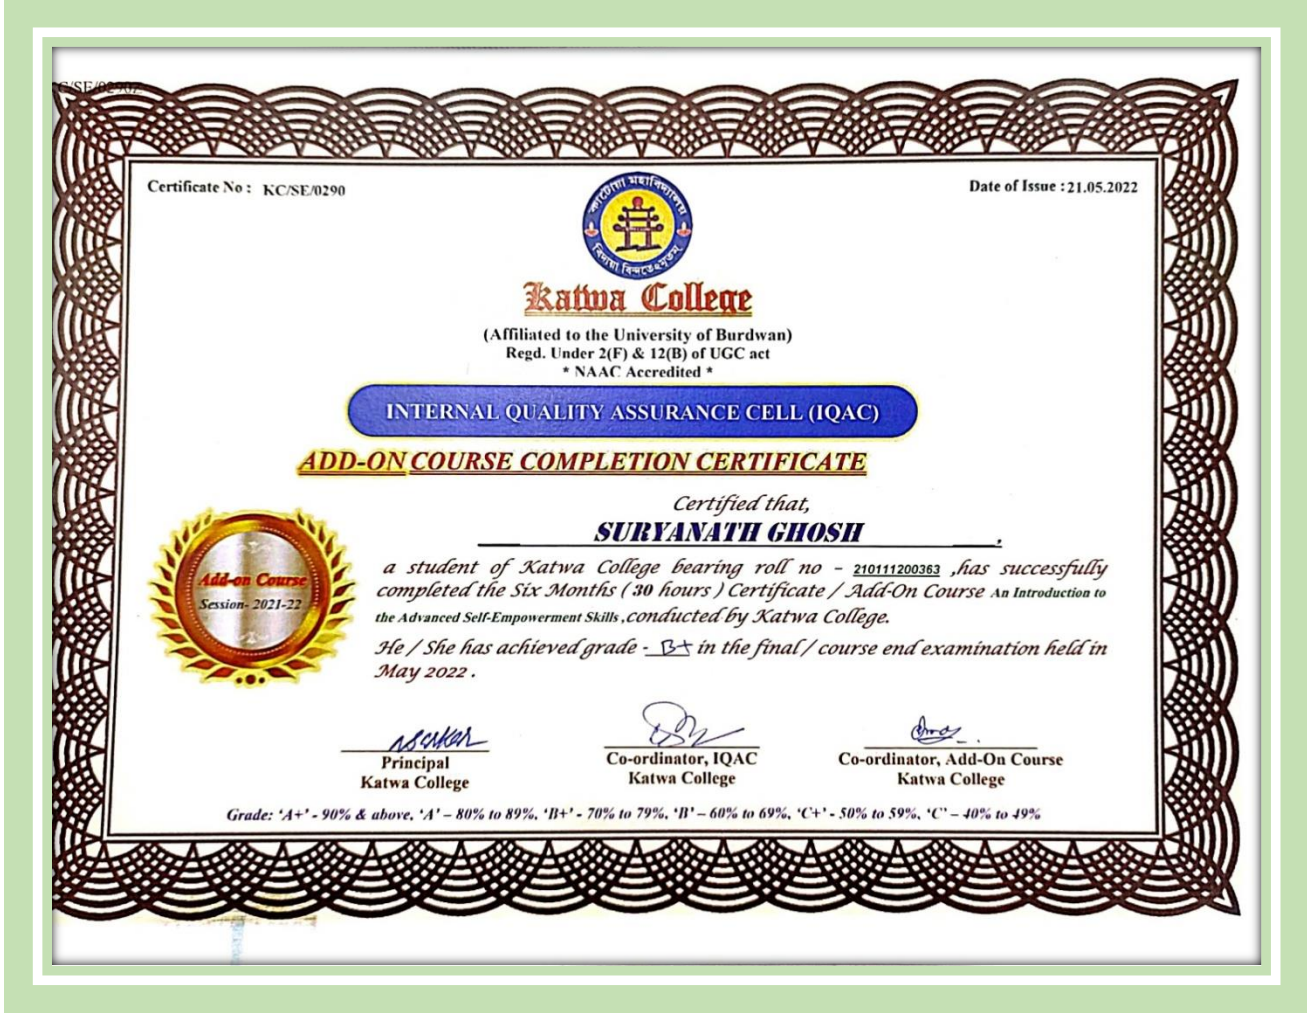 Certificate No : KC/SE/0290
Date of Issue : 21.05.2022
কাটোয়া মহাবিদ্যালয়
বিদ্যয়া বিন্দতেঽমৃতম্
Katwa College
(Affiliated to the University of Burdwan)
Regd. Under 2(F) & 12(B) of UGC act
* NAAC Accredited *
INTERNAL QUALITY ASSURANCE CELL (IQAC)
ADD-ON COURSE COMPLETION CERTIFICATE
Certified that,
SURYANATH GHOSH ,
a student of Katwa College bearing roll no - 210111200363 ,has successfully
completed the Six Months ( 30 hours ) Certificate / Add-On Course An Introduction to
the Advanced Self-Empowerment Skills , conducted by Katwa College.
He / She has achieved grade - B+ in the final / course end examination held in
May 2022 .
Add-on Course
Session- 2021-22
Principal
Katwa College
Co-ordinator, IQAC
Katwa College
Co-ordinator, Add-On Course
Katwa College
Grade: 'A+' - 90% & above, 'A' – 80% to 89%, 'B+' - 70% to 79%, 'B' – 60% to 69%, 'C+' - 50% to 59%, 'C' – 40% to 49%